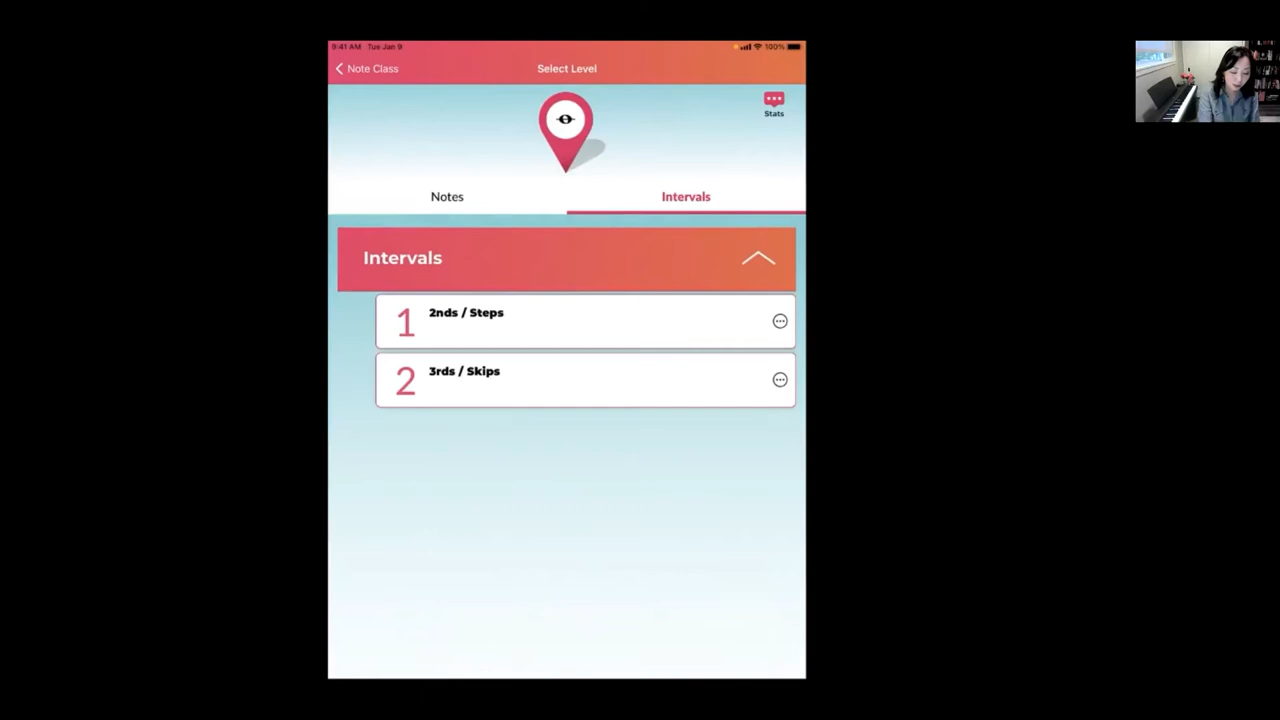 9:41 AM Tue Jan 9
100%
Note Class
Select Level
Stats
Notes
Intervals
Intervals
1
2nds / Steps
2
3rds / Skips